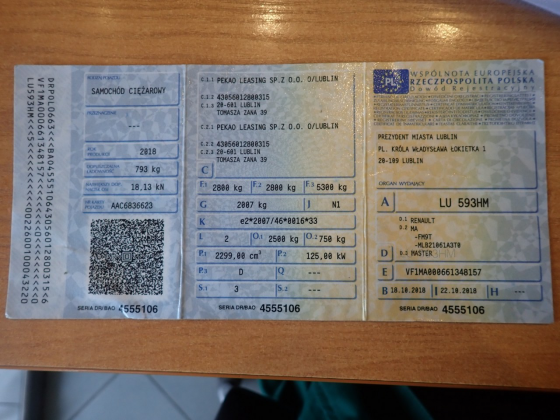 SAMOCHÓD CIĘŻAROWY
---
2018
793 kg
18.13 kN
AAC6836623
SERIA DR/BAO 4555106
C.1.1 PEKAO LEASING SP.Z O.O. O/LUBLIN
C.1.2 43056012800315
C.1.3 20-601 LUBLIN
TOMASZA ZANA 39
C.2.1 PEKAO LEASING SP.Z O.O. O/LUBLIN
C.2.2 43056012800315
C.2.3 20-601 LUBLIN
TOMASZA ZANA 39
C
F.1 2800 kg F.2 2800 kg F.3 5300 kg
G 2007 kg J N1
K e2*2007/46*0016*33
L 2 O.1 2500 kg O.2 750 kg
P.1 2299,00 cm³ P.2 125,00 kW
P.3 D Q ---
S.1 3 S.2 ---
SERIA DR/BAO 4555106
PL
WSPÓLNOTA EUROPEJSKA
RZECZPOSPOLITA POLSKA
Dowód Rejestracyjny
PREZYDENT MIASTA LUBLIN
PL. KRÓLA WŁADYSŁAWA ŁOKIETKA 1
20-109 LUBLIN
ORGAN WYDAJĄCY
A LU 593HM
D.1 RENAULT
D.2 MA
-FM9T
-MLB21061A3T0
D D.3 MASTER
E VF1MA000661348157
B 10.10.2018 I 22.10.2018 H ---
SERIA DR/BAO 4555106